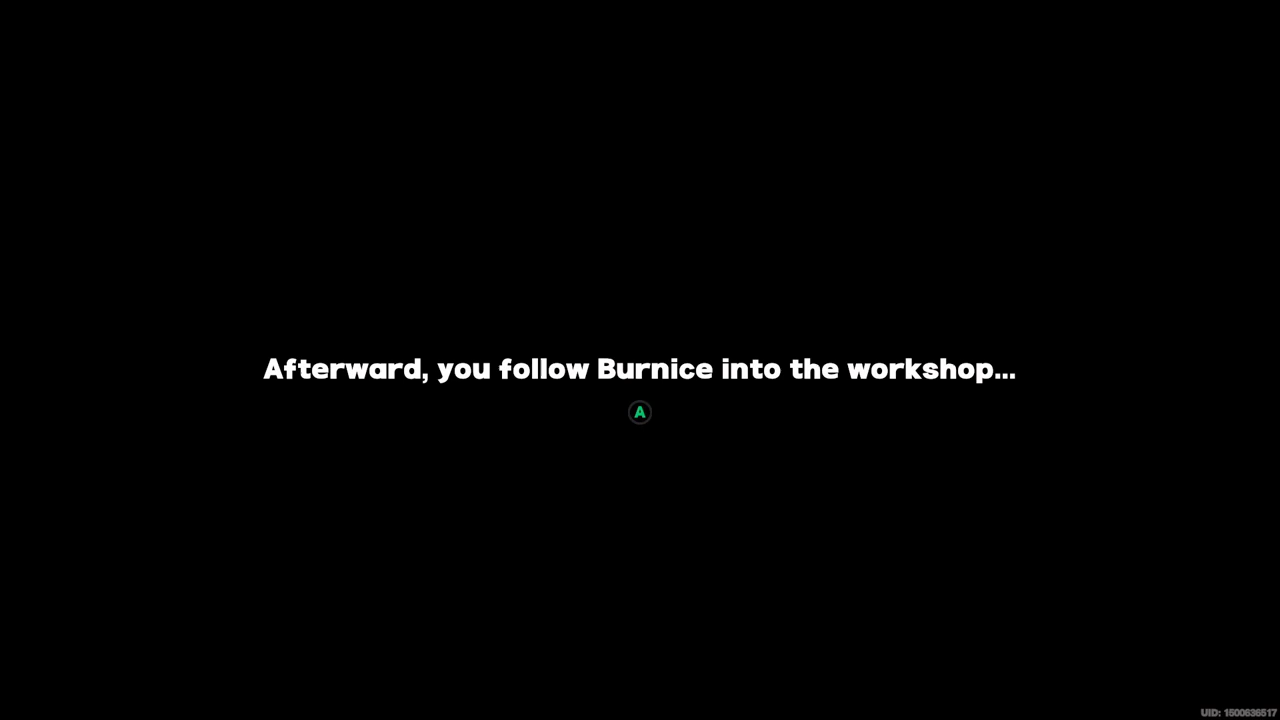 Afterward, you follow Burnice into the workshop...
A
UID: 1500636517